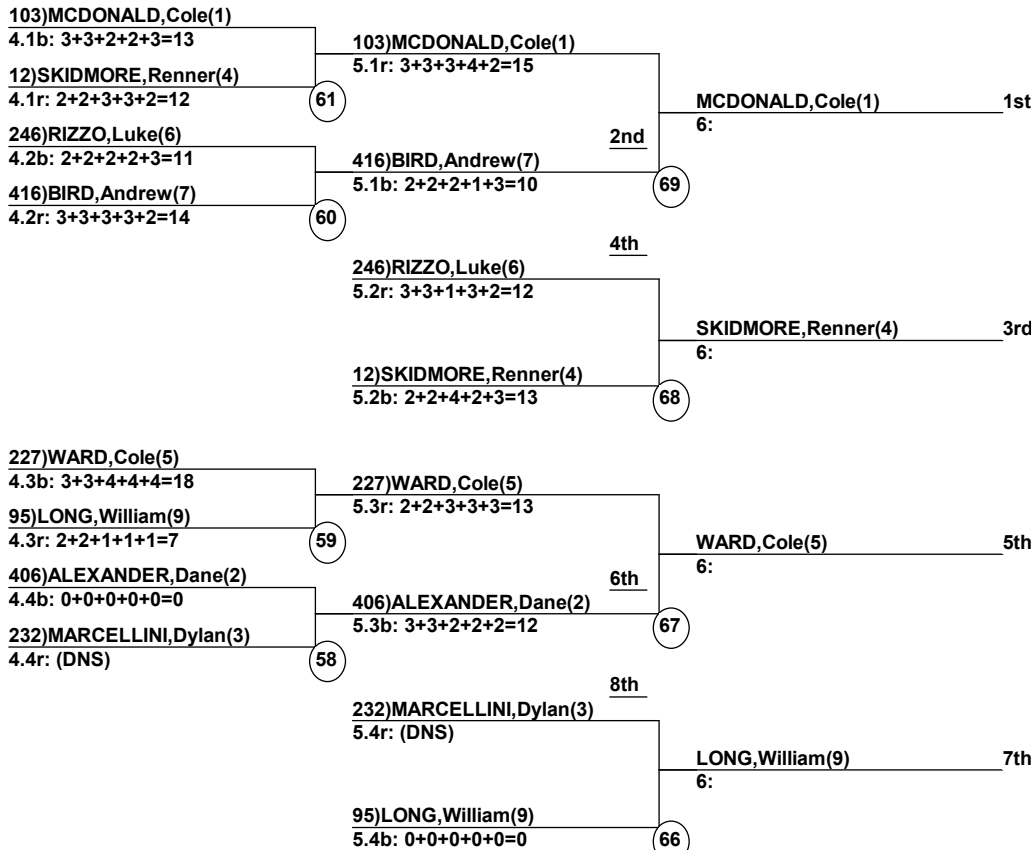 103)MCDONALD,Cole(1)
4.1b: 3+3+2+2+3=13
12)SKIDMORE,Renner(4)
4.1r: 2+2+3+3+2=12
61
246)RIZZO,Luke(6)
4.2b: 2+2+2+2+3=11
416)BIRD,Andrew(7)
4.2r: 3+3+3+3+2=14
60
103)MCDONALD,Cole(1)
5.1r: 3+3+3+4+2=15
2nd
416)BIRD,Andrew(7)
5.1b: 2+2+2+1+3=10
69
MCDONALD,Cole(1)
6:
1st
4th
246)RIZZO,Luke(6)
5.2r: 3+3+1+3+2=12
12)SKIDMORE,Renner(4)
5.2b: 2+2+4+2+3=13
68
SKIDMORE,Renner(4)
6:
3rd
227)WARD,Cole(5)
4.3b: 3+3+4+4+4=18
95)LONG,William(9)
4.3r: 2+2+1+1+1=7
59
406)ALEXANDER,Dane(2)
4.4b: 0+0+0+0+0=0
232)MARCELLINI,Dylan(3)
4.4r: (DNS)
58
227)WARD,Cole(5)
5.3r: 2+2+3+3+3=13
6th
406)ALEXANDER,Dane(2)
5.3b: 3+3+2+2+2=12
67
WARD,Cole(5)
6:
5th
8th
232)MARCELLINI,Dylan(3)
5.4r: (DNS)
95)LONG,William(9)
5.4b: 0+0+0+0+0=0
66
LONG,William(9)
6:
7th